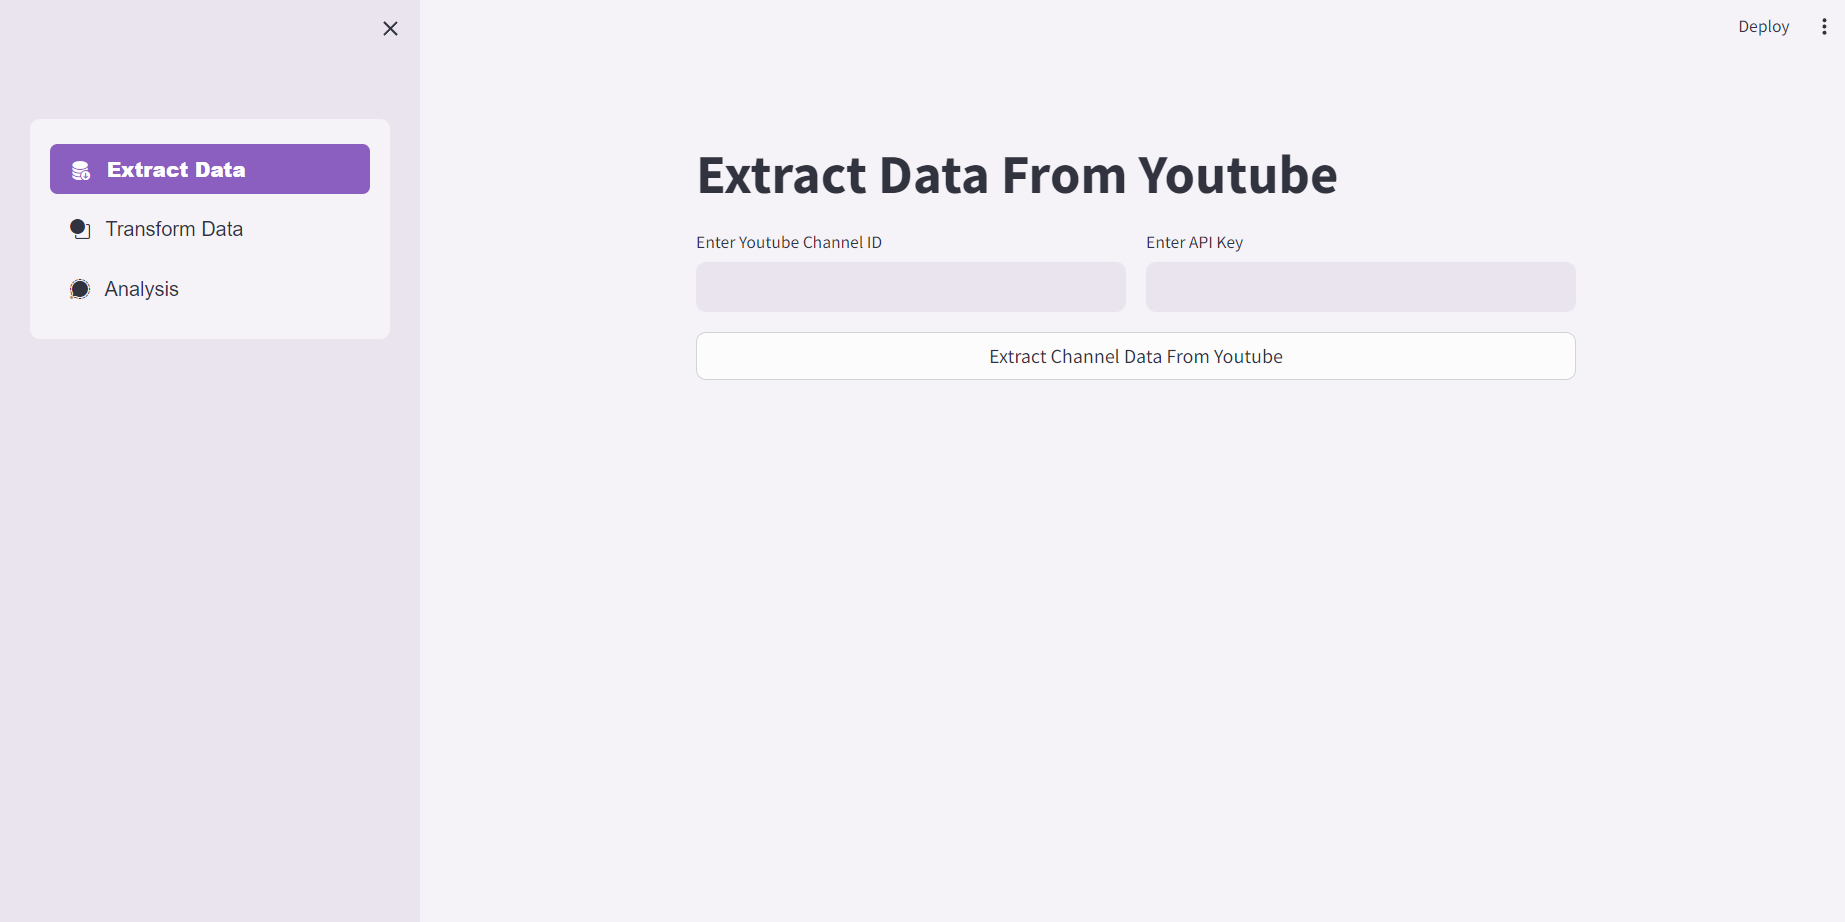 Deploy
Extract Data
Transform Data
Analysis
Extract Data From Youtube
Enter Youtube Channel ID
Enter API Key
Extract Channel Data From Youtube